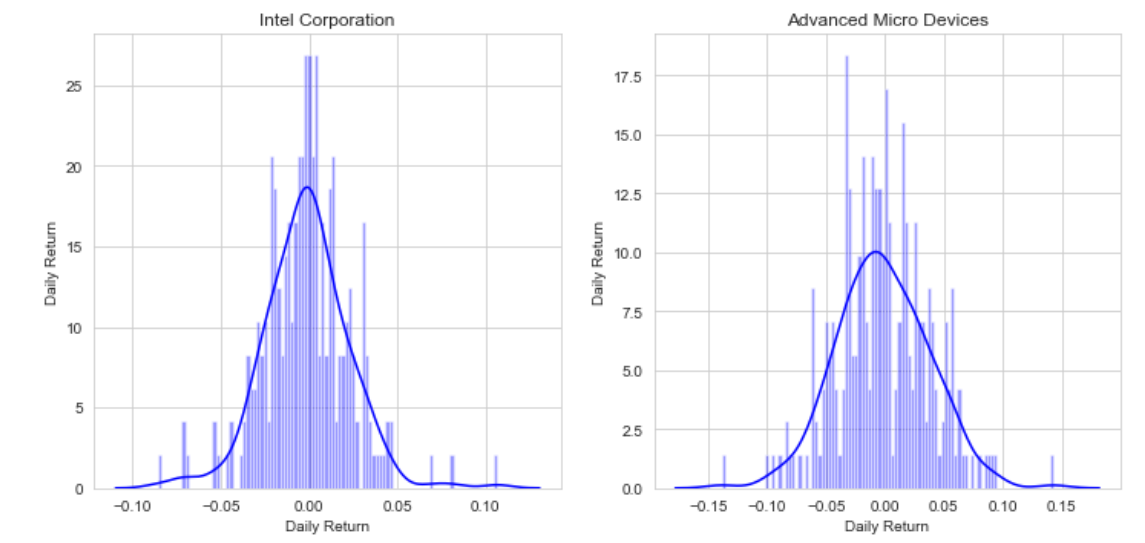 Intel Corporation
25
20
15
10
5
0
Daily Return
−0.10 −0.05 0.00 0.05 0.10
Daily Return
Advanced Micro Devices
17.5
15.0
12.5
10.0
7.5
5.0
2.5
0.0
Daily Return
−0.15 −0.10 −0.05 0.00 0.05 0.10 0.15
Daily Return